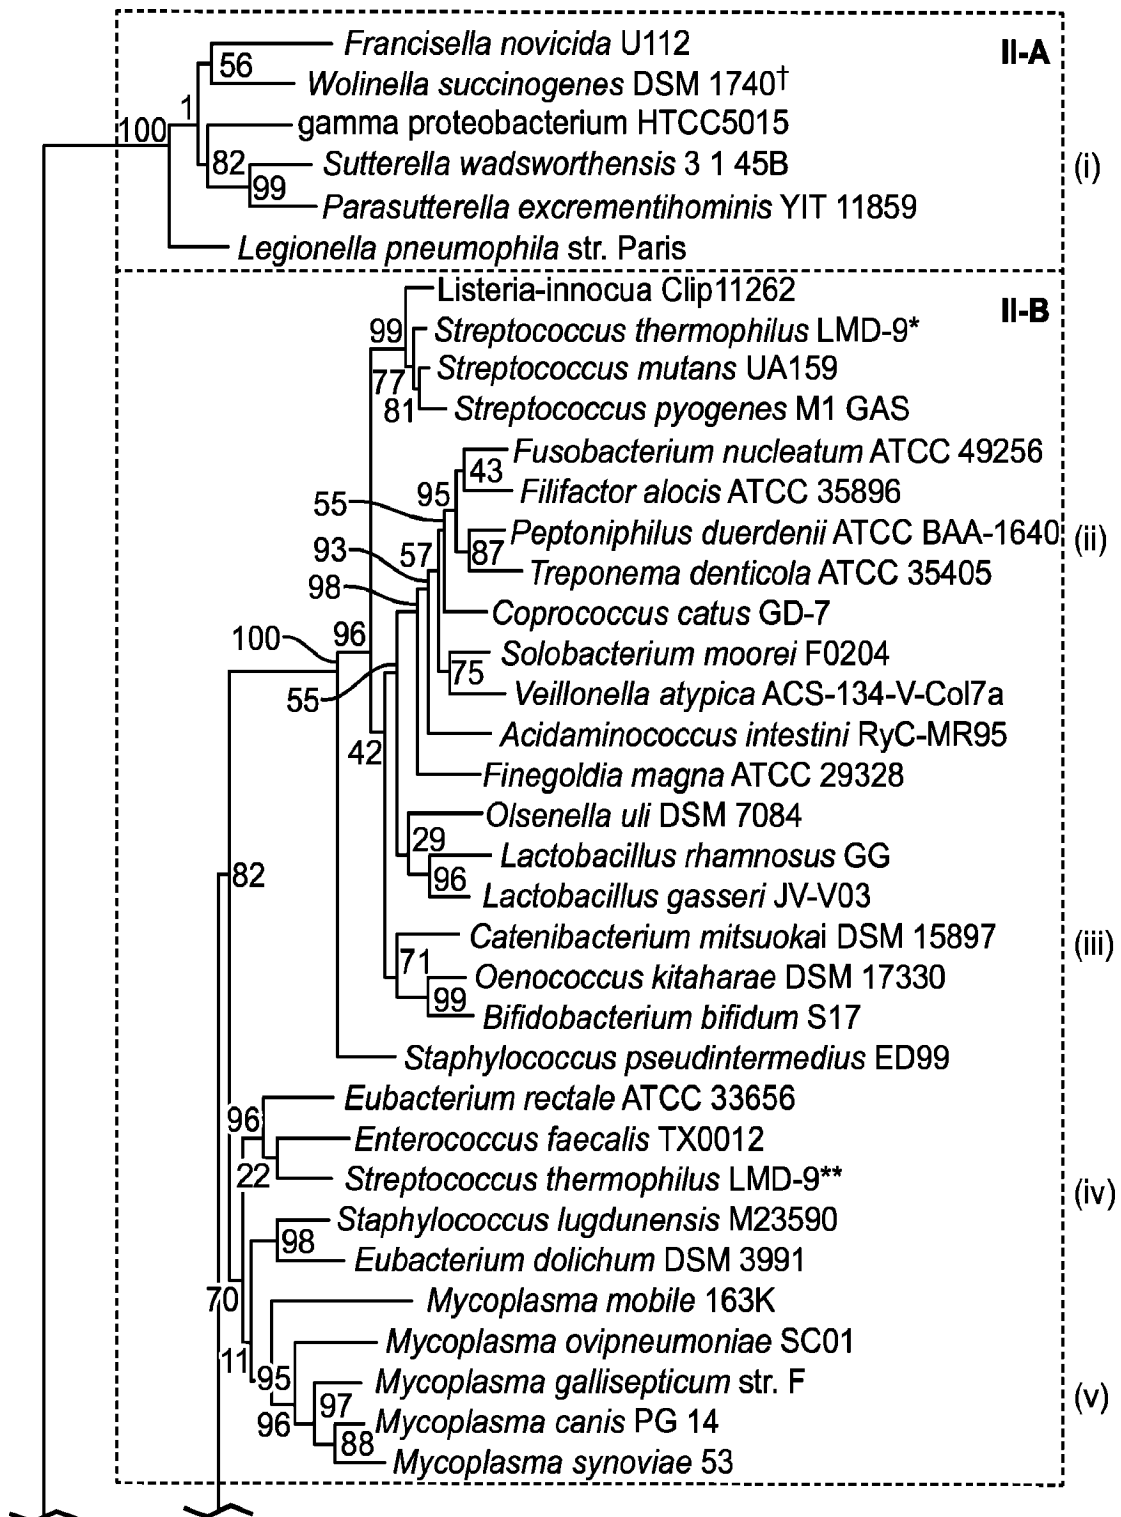 Francisella novicida U112
II-A
56
Wolinella succinogenes DSM 1740†
1
100
gamma proteobacterium HTCC5015
82
Sutterella wadsworthensis 3 1 45B
(i)
99
Parasutterella excrementihominis YIT 11859
Legionella pneumophila str. Paris
Listeria-innocua Clip11262
II-B
99
Streptococcus thermophilus LMD-9*
77
Streptococcus mutans UA159
81
Streptococcus pyogenes M1 GAS
Fusobacterium nucleatum ATCC 49256
43
95
Filifactor alocis ATCC 35896
55
Peptoniphilus duerdenii ATCC BAA-1640
(ii)
93
57
87
Treponema denticola ATCC 35405
98
Coprococcus catus GD-7
100
96
Solobacterium moorei F0204
75
55
Veillonella atypica ACS-134-V-Col7a
Acidaminococcus intestini RyC-MR95
42
Finegoldia magna ATCC 29328
Olsenella uli DSM 7084
29
Lactobacillus rhamnosus GG
82
96
Lactobacillus gasseri JV-V03
Catenibacterium mitsuokai DSM 15897
(iii)
71
Oenococcus kitaharae DSM 17330
99
Bifidobacterium bifidum S17
Staphylococcus pseudintermedius ED99
Eubacterium rectale ATCC 33656
96
Enterococcus faecalis TX0012
22
Streptococcus thermophilus LMD-9**
(iv)
Staphylococcus lugdunensis M23590
98
Eubacterium dolichum DSM 3991
70
Mycoplasma mobile 163K
Mycoplasma ovipneumoniae SC01
11
95
Mycoplasma gallisepticum str. F
(v)
97
96
Mycoplasma canis PG 14
88
Mycoplasma synoviae 53